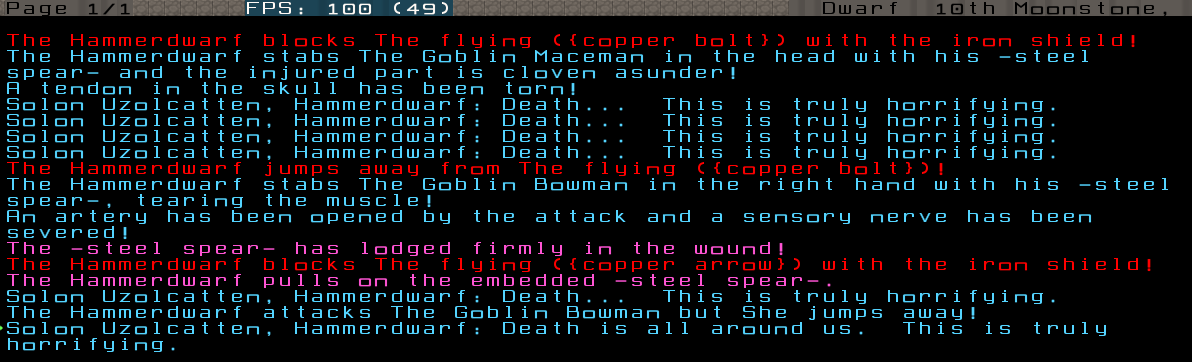 Page 1/1 FPS: 100 (49) Dwarf 10th Moonstone,
The Hammerdwarf blocks The flying ({copper bolt}) with the iron shield!
The Hammerdwarf stabs The Goblin Maceman in the head with his -steel
spear- and the injured part is cloven asunder!
A tendon in the skull has been torn!
Solon Uzolcatten, Hammerdwarf: Death... This is truly horrifying.
Solon Uzolcatten, Hammerdwarf: Death... This is truly horrifying.
Solon Uzolcatten, Hammerdwarf: Death... This is truly horrifying.
Solon Uzolcatten, Hammerdwarf: Death... This is truly horrifying.
The Hammerdwarf jumps away from The flying ({copper bolt})!
The Hammerdwarf stabs The Goblin Bowman in the right hand with his -steel
spear-, tearing the muscle!
An artery has been opened by the attack and a sensory nerve has been
severed!
The -steel spear- has lodged firmly in the wound!
The Hammerdwarf blocks The flying ({copper arrow}) with the iron shield!
The Hammerdwarf pulls on the embedded -steel spear-.
Solon Uzolcatten, Hammerdwarf: Death... This is truly horrifying.
The Hammerdwarf attacks The Goblin Bowman but She jumps away!
Solon Uzolcatten, Hammerdwarf: Death is all around us. This is truly
horrifying.